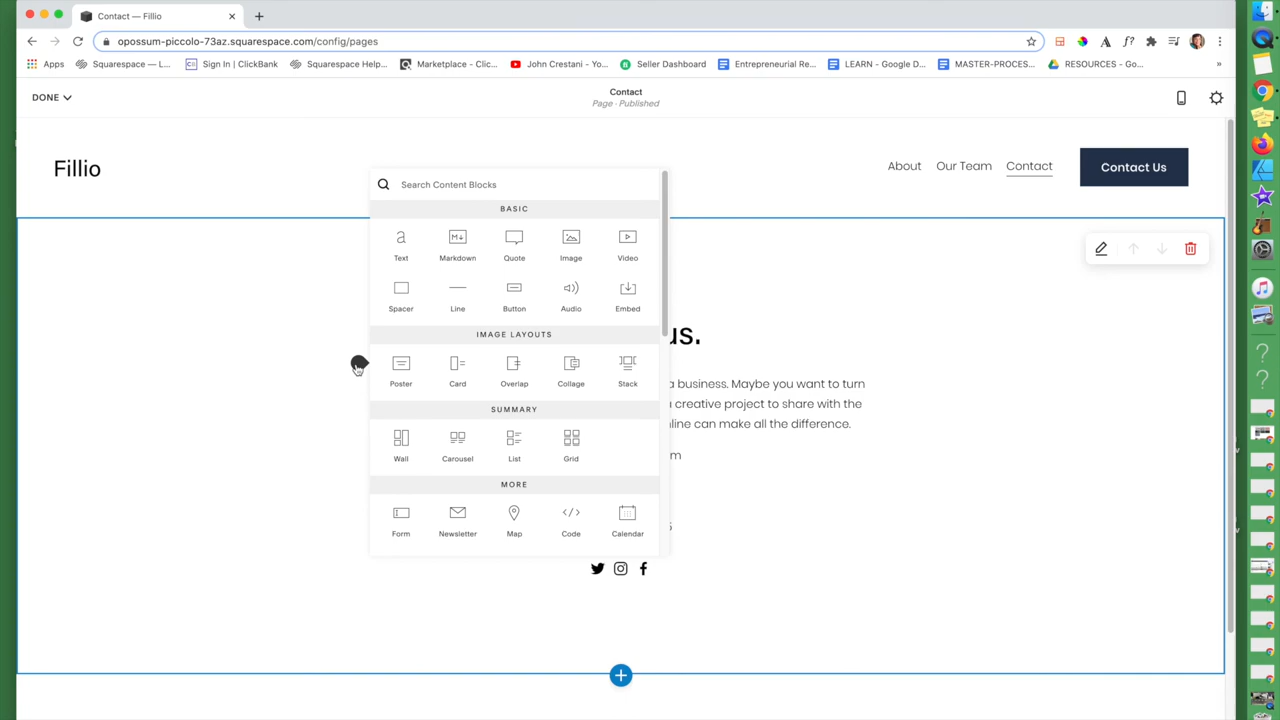 Contact — Fillio
opossum-piccolo-73az.squarespace.com/config/pages
Apps Squarespace — L... Sign In | ClickBank Squarespace Help... Marketplace - Clic... John Crestani - Yo... Seller Dashboard Entrepreneurial Re... LEARN - Google D... MASTER-PROCES... RESOURCES - Go... »
DONE
Contact
Page · Published
Fillio
About Our Team Contact Contact Us
Search Content Blocks
BASIC
a M↓
Text Markdown Quote Image Video
Spacer Line Button Audio Embed
IMAGE LAYOUTS
us.
Poster Card Overlap Collage Stack
a business. Maybe you want to turn
creative project to share with the
SUMMARY
nline can make all the difference.
Wall Carousel List Grid
m
MORE
Form Newsletter Map Code Calendar